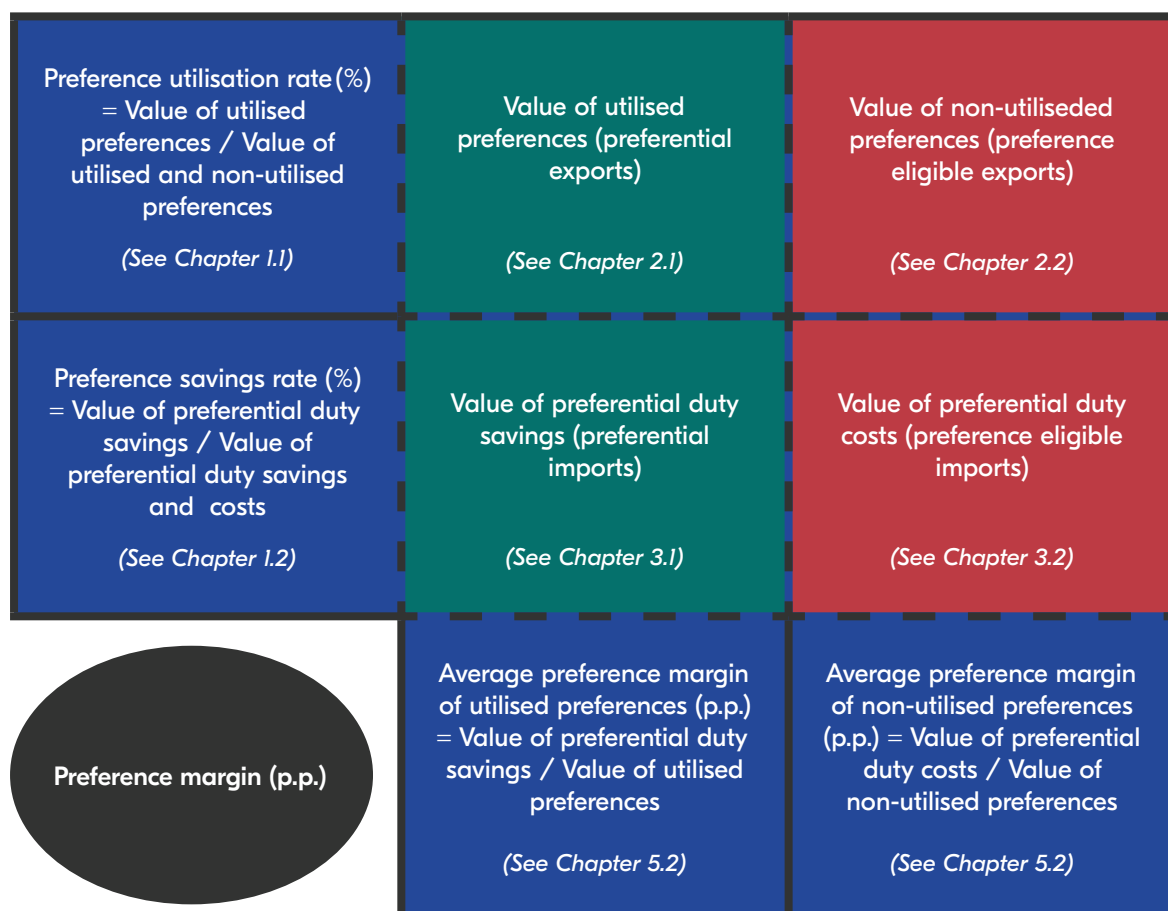 Preference utilisation rate (%)
= Value of utilised
preferences / Value of
utilised and non-utilised
preferences
(See Chapter 1.1)
Value of utilised
preferences (preferential
exports)
(See Chapter 2.1)
Value of non-utiliseded
preferences (preference
eligible exports)
(See Chapter 2.2)
Preference savings rate (%)
= Value of preferential duty
savings / Value of
preferential duty savings
and costs
(See Chapter 1.2)
Value of preferential duty
savings (preferential
imports)
(See Chapter 3.1)
Value of preferential duty
costs (preference eligible
imports)
(See Chapter 3.2)
Preference margin (p.p.)
Average preference margin
of utilised preferences (p.p.)
= Value of preferential duty
savings / Value of utilised
preferences
(See Chapter 5.2)
Average preference margin
of non-utilised preferences
(p.p.) = Value of preferential
duty costs / Value of
non-utilised preferences
(See Chapter 5.2)